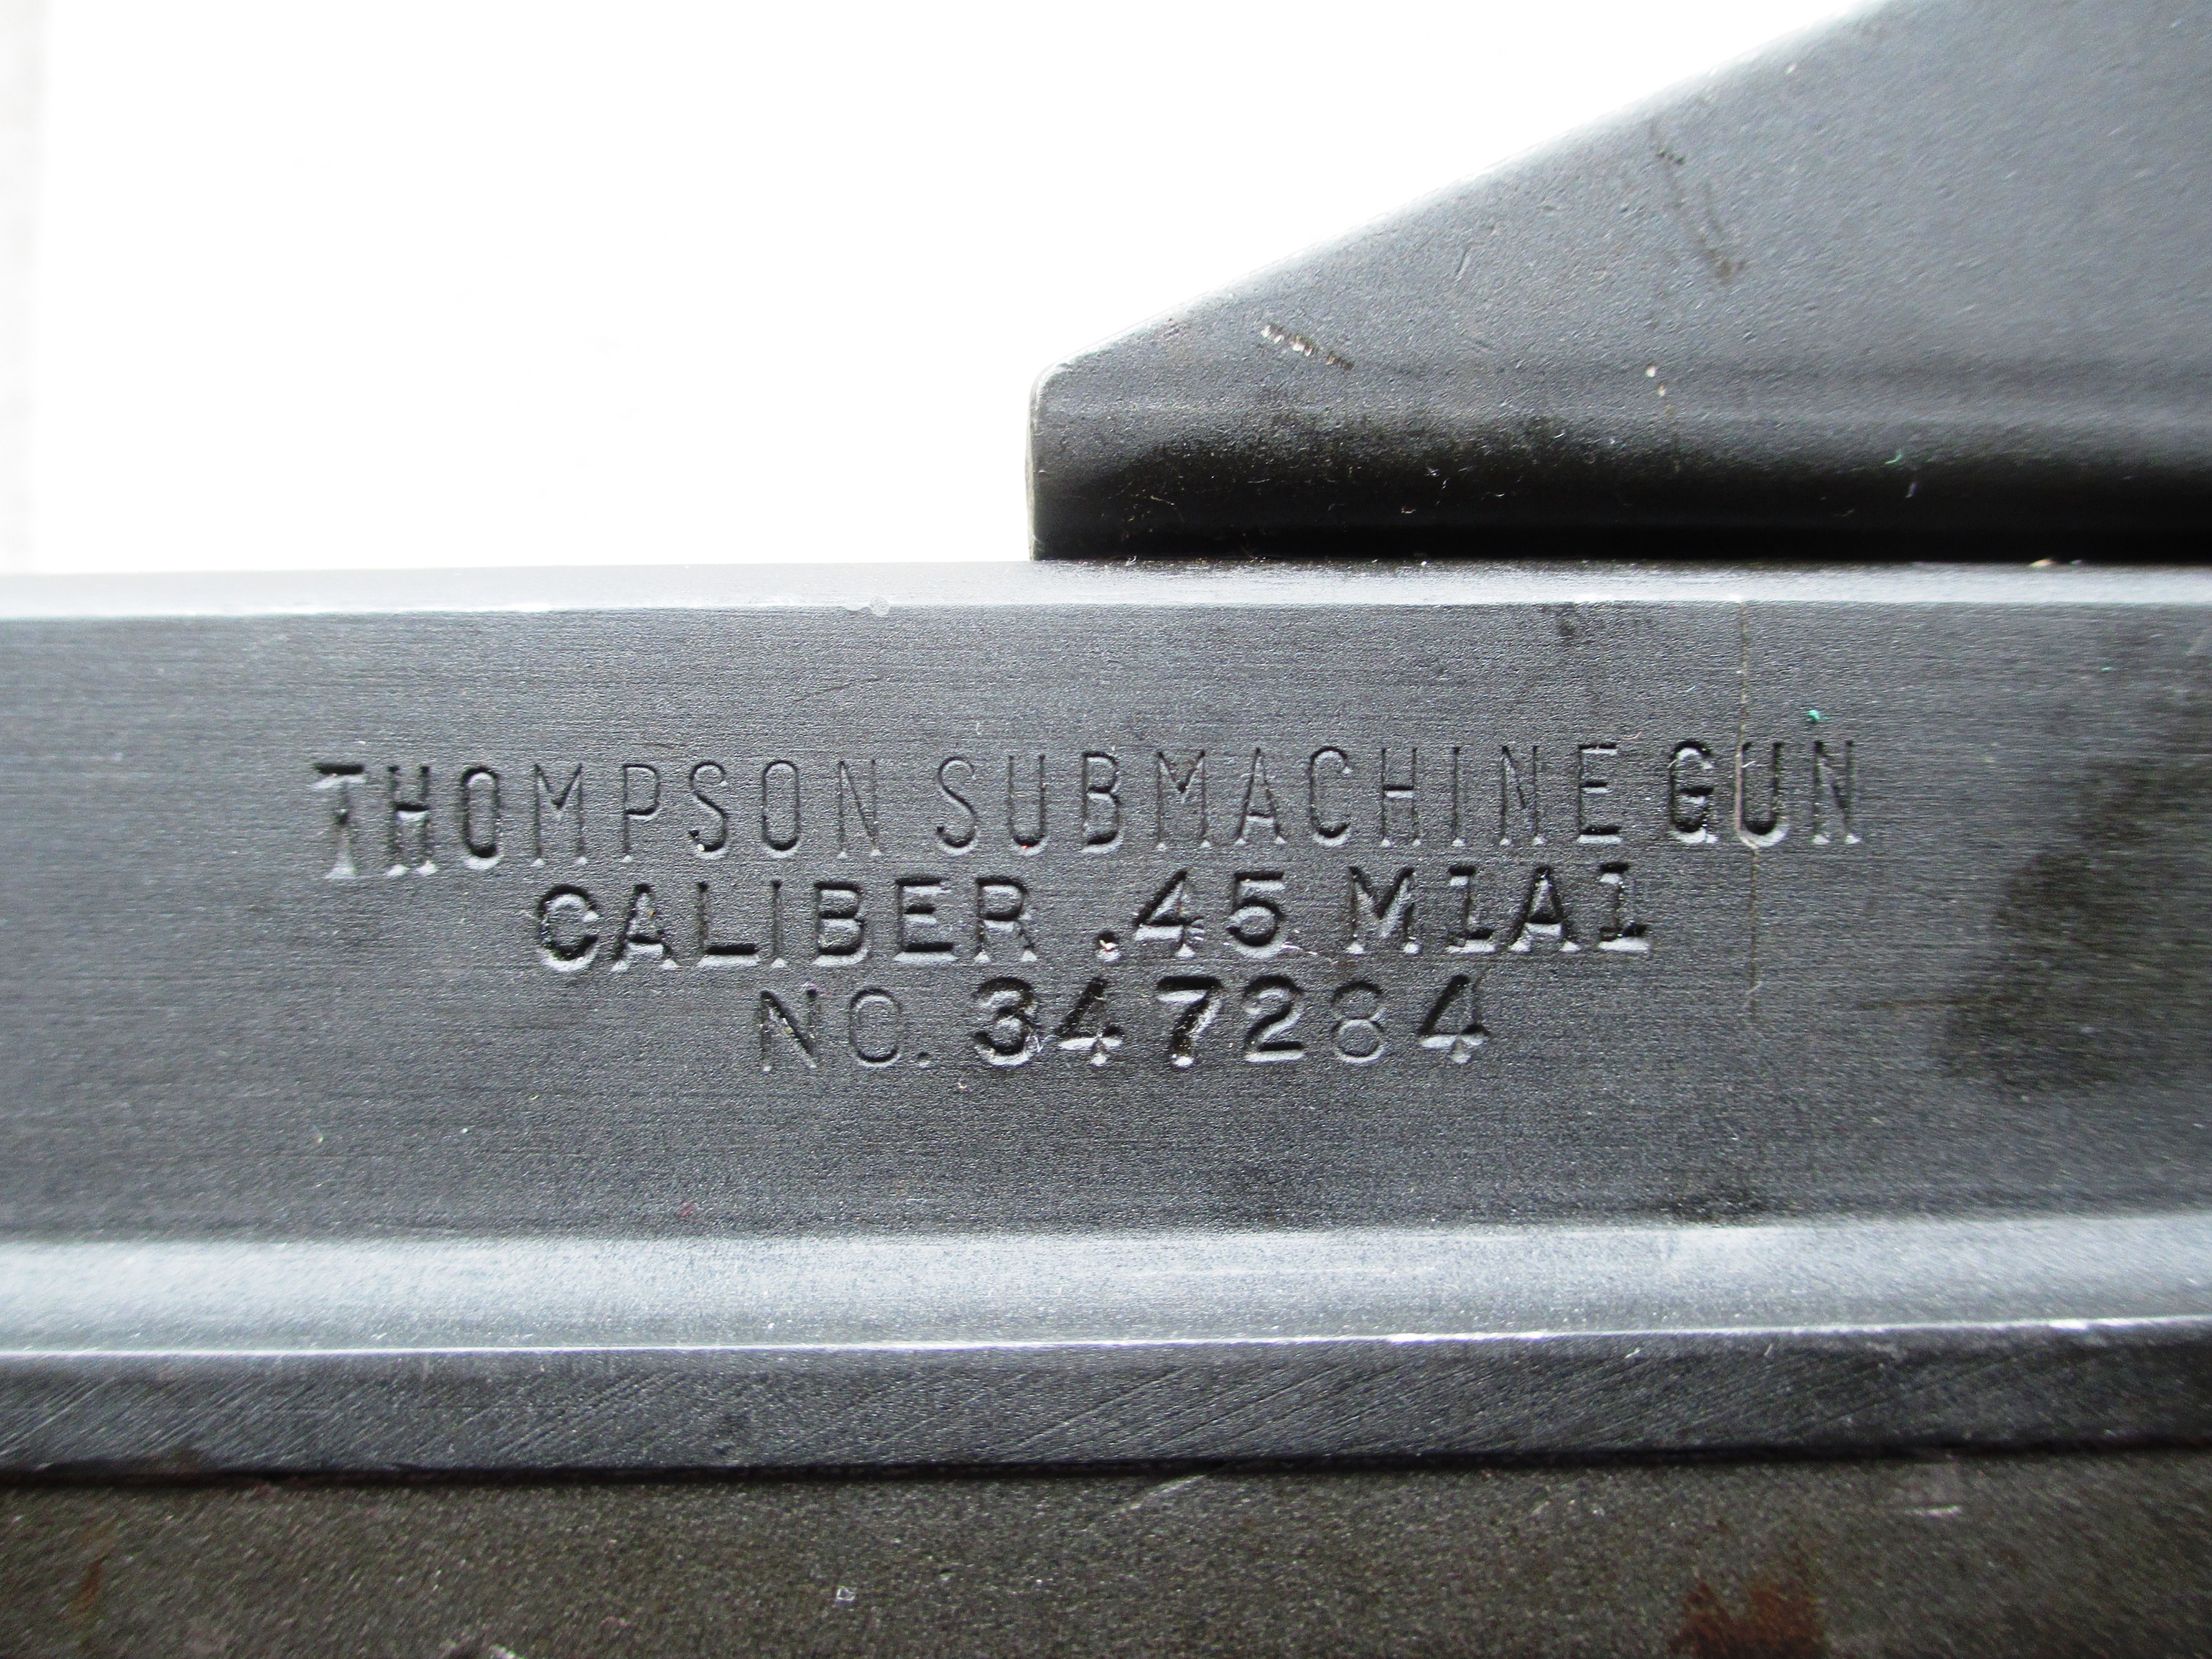 THOMPSON SUBMACHINE GUN
CALIBER .45 M1A1
NO. 347284